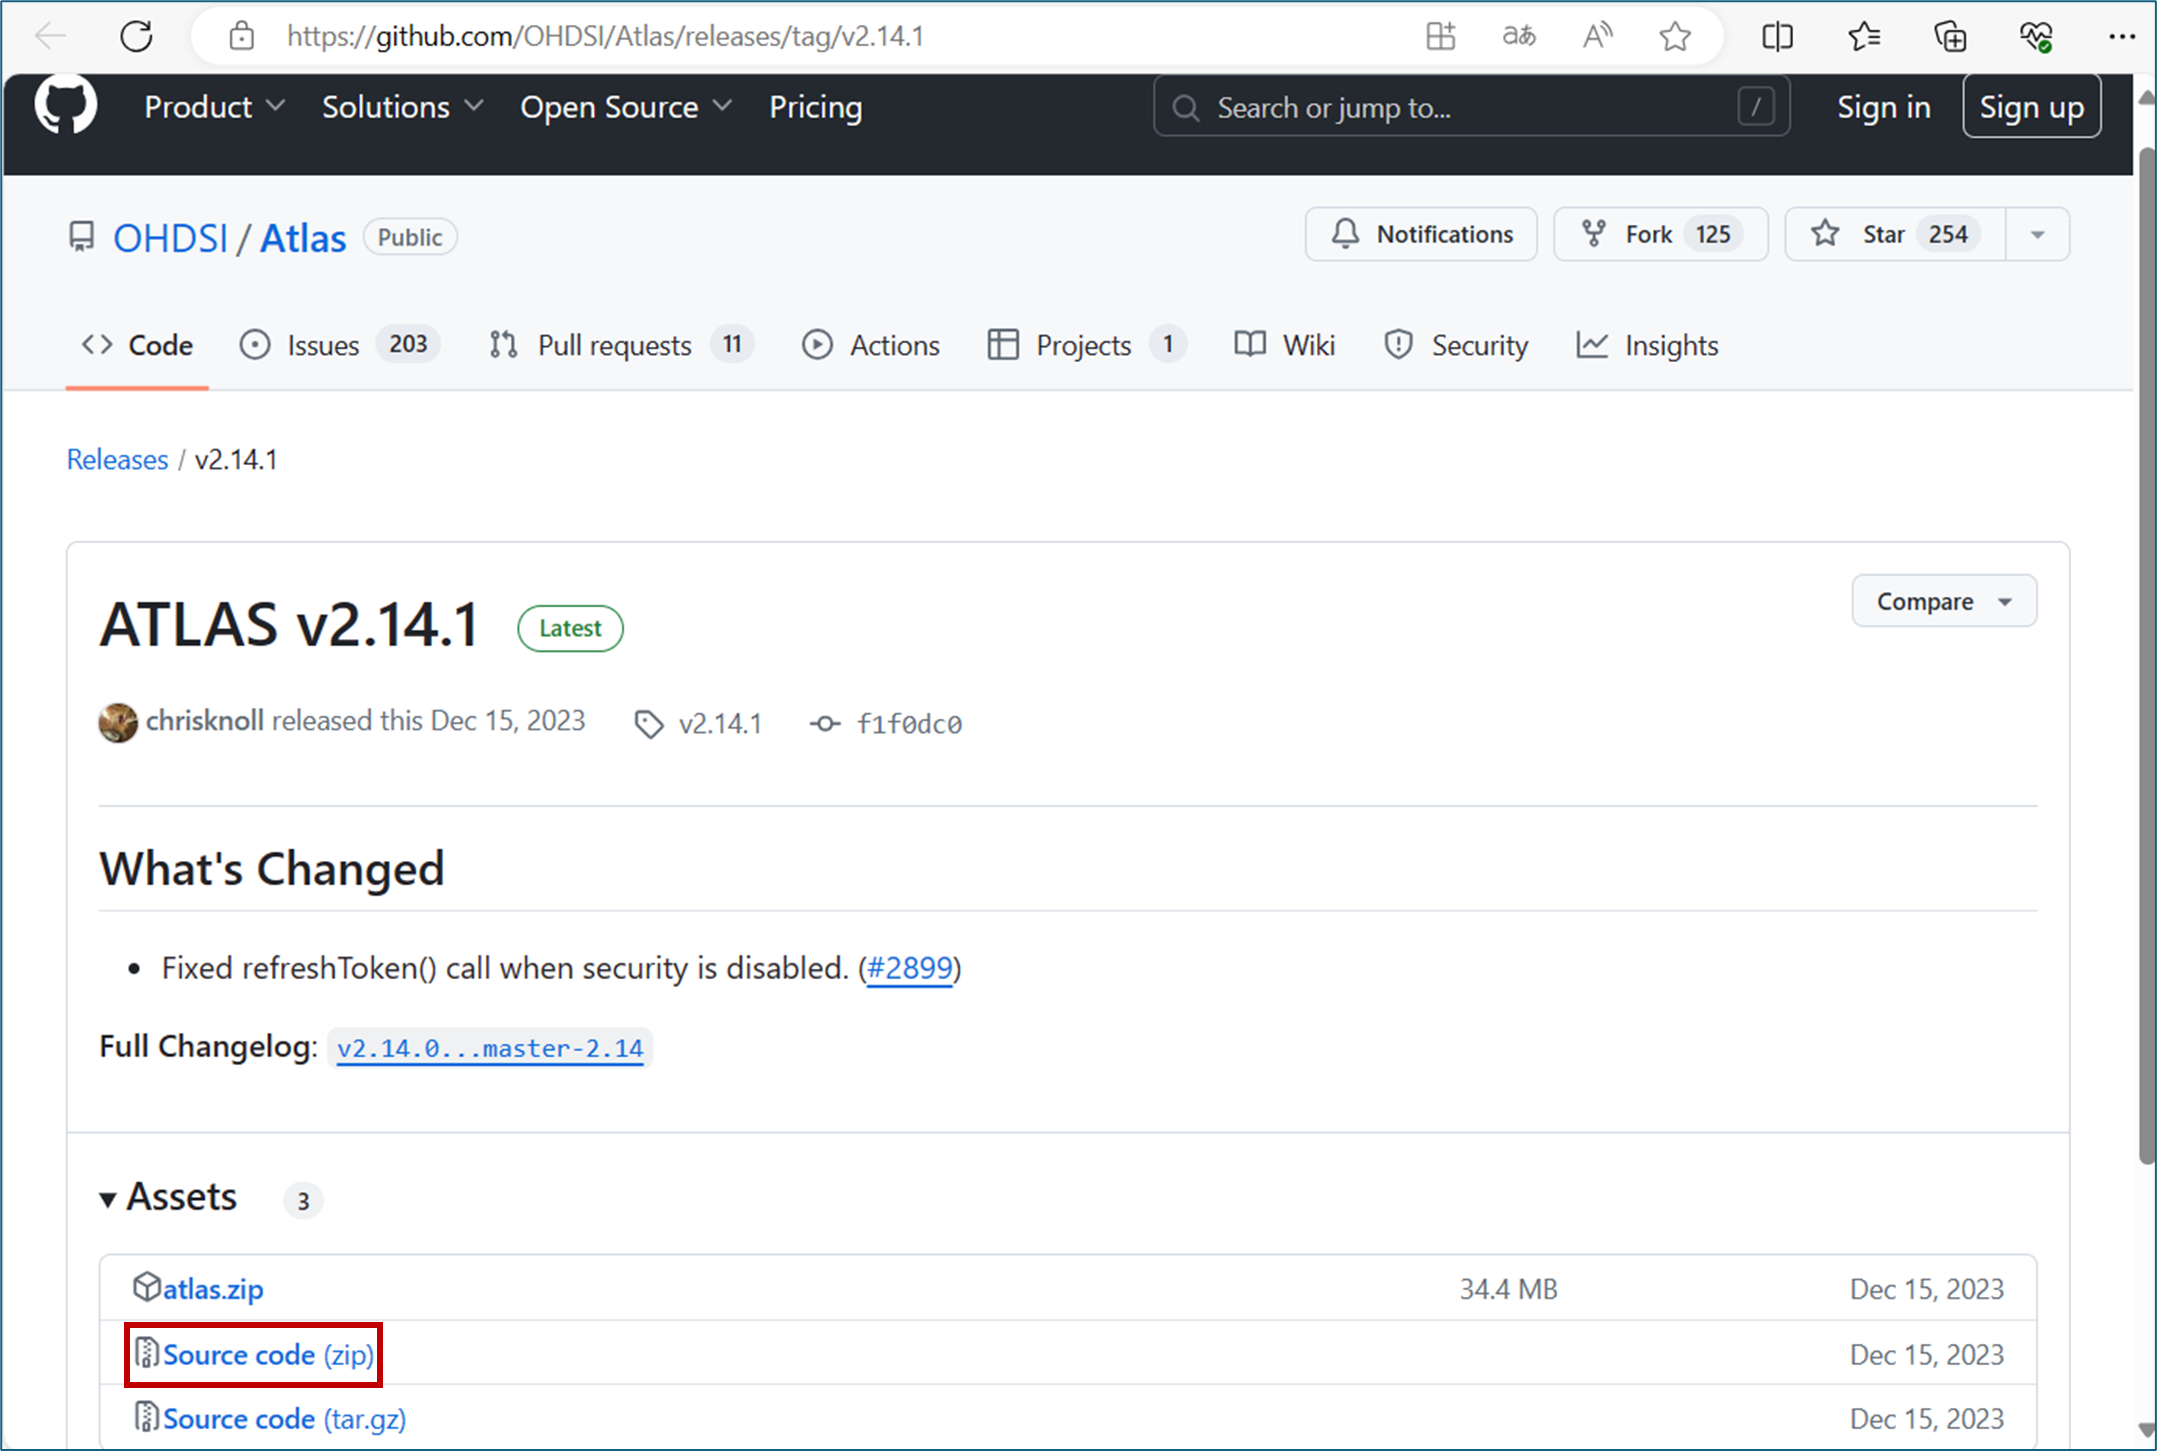 https://github.com/OHDSI/Atlas/releases/tag/v2.14.1 aあ A
Product Solutions Open Source Pricing Search or jump to... / Sign in Sign up
OHDSI / Atlas Public Notifications Fork 125 Star 254
Code Issues 203 Pull requests 11 Actions Projects 1 Wiki Security Insights
Releases / v2.14.1
ATLAS v2.14.1 Latest Compare
chrisknoll released this Dec 15, 2023 v2.14.1 f1f0dc0
What's Changed
• Fixed refreshToken() call when security is disabled. (#2899)
Full Changelog: v2.14.0...master-2.14
Assets 3
atlas.zip 34.4 MB Dec 15, 2023
Source code (zip) Dec 15, 2023
Source code (tar.gz) Dec 15, 2023